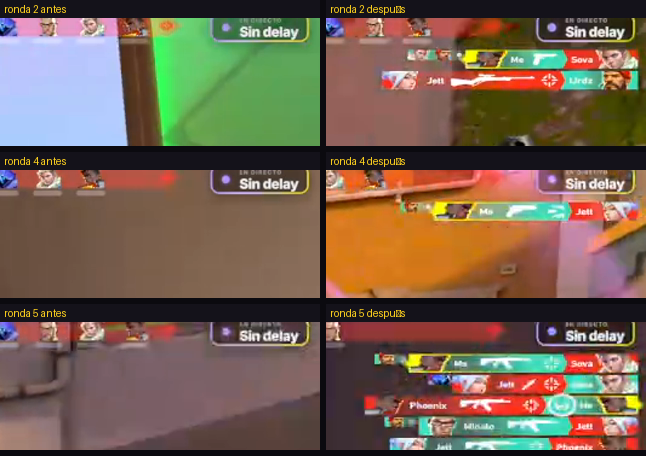 ronda 2 antes
Sin delay
ronda 2 después
EN DIRECTO
Sin delay
Me Sova
Jett
ronda 4 antes
Sin delay
ronda 4 después
Sin delay
Me Jett
ronda 5 antes
Sin delay
ronda 5 después
EN DIRECTO
Sin delay
Me Sova
Jett
Phoenix Me
Jett
Jett Phoenix